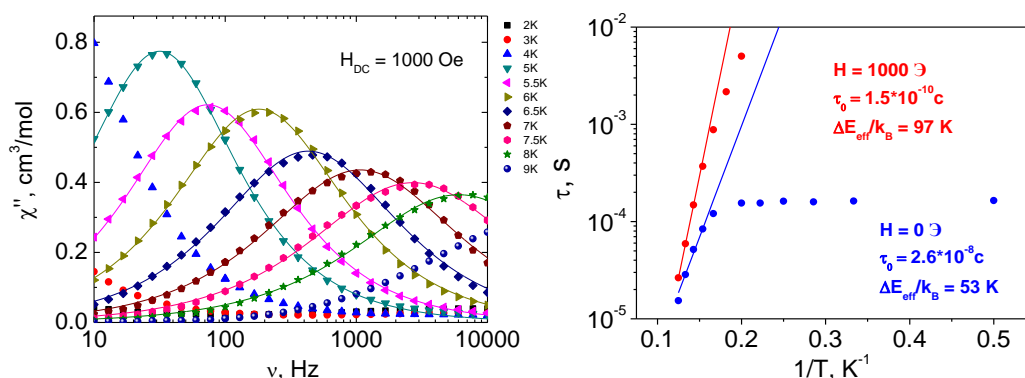 χ'', cm³/mol
0.8
0.6
0.4
0.2
0.0
10
100
1000
10000
ν, Hz
H_DC = 1000 Oe
2K
3K
4K
5K
5.5K
6K
6.5K
7K
7.5K
8K
9K
τ, s
10⁻²
10⁻³
10⁻⁴
10⁻⁵
0.1
0.2
0.3
0.4
0.5
1/T, K⁻¹
H = 1000 Э
τ₀ = 1.5*10⁻¹⁰c
ΔE_eff/k_B = 97 K
H = 0 Э
τ₀ = 2.6*10⁻⁸c
ΔE_eff/k_B = 53 K